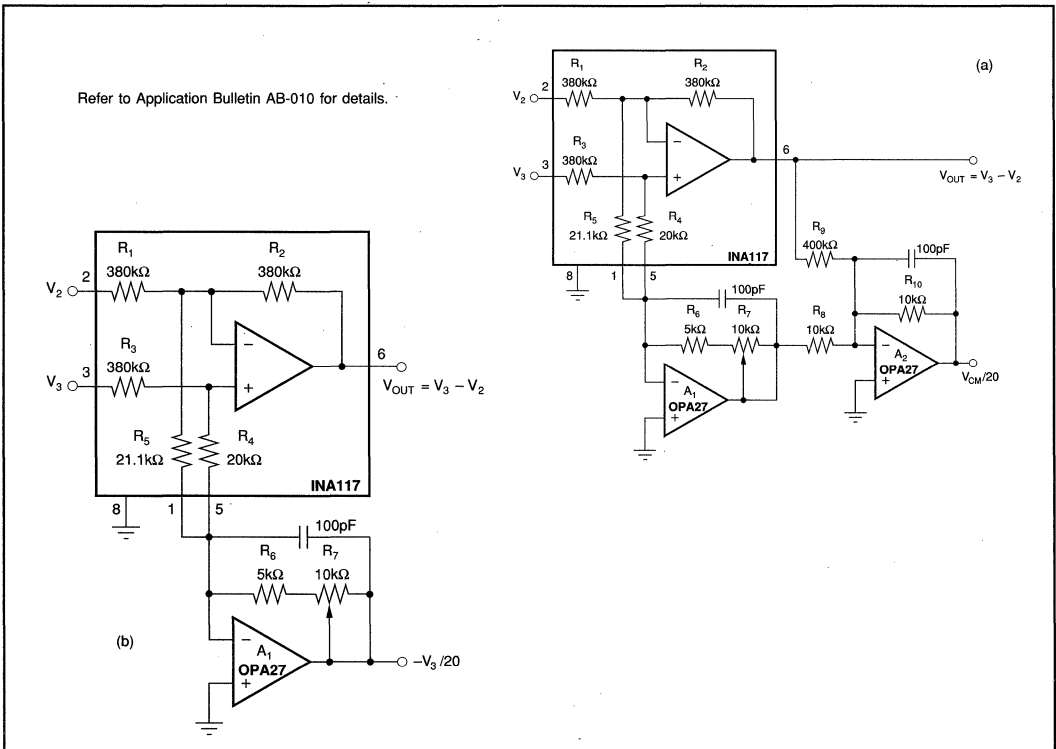 Refer to Application Bulletin AB-010 for details.
(a)
R1
380kΩ
R2
380kΩ
V2
2
R3
380kΩ
V3
3
6
VOUT = V3 – V2
R5
21.1kΩ
R4
20kΩ
INA117
8
1
5
100pF
R6
5kΩ
R7
10kΩ
A1
OPA27
R9
400kΩ
100pF
R10
10kΩ
R8
10kΩ
A2
OPA27
VCM/20
(b)
R1
380kΩ
R2
380kΩ
V2
2
R3
380kΩ
V3
3
6
VOUT = V3 – V2
R5
21.1kΩ
R4
20kΩ
INA117
8
1
5
100pF
R6
5kΩ
R7
10kΩ
A1
OPA27
–V3/20